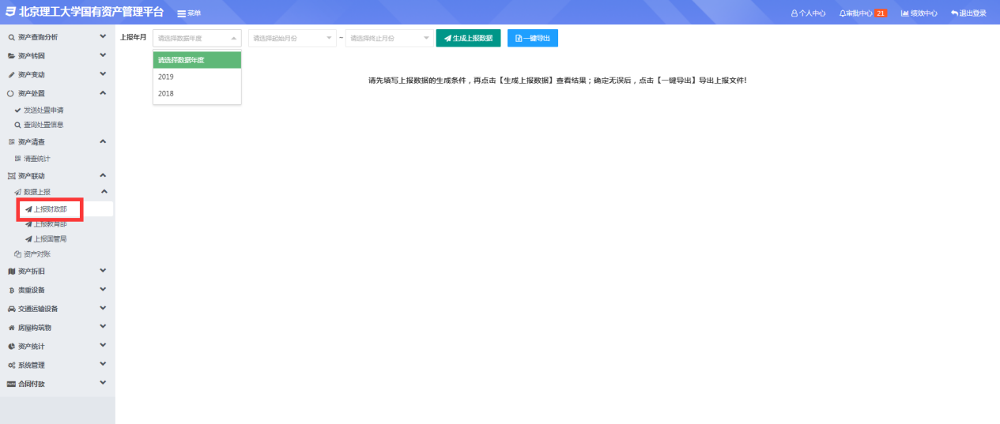 北京理工大学国有资产管理平台
菜单
个人中心
审批中心 21
绩效中心
退出登录
资产查询分析
资产转固
资产变动
资产处置
发送处置申请
查询处置信息
资产清查
清查统计
资产联动
数据上报
上报财政部
上报教育部
上报国管局
资产对账
资产折旧
贵重设备
交通运输设备
房屋构筑物
资产统计
系统管理
合同付款
上报年月 请选择数据年度 请选择起始月份 ~ 请选择终止月份 生成上报数据 一键导出
请选择数据年度
2019
2018
请先填写上报数据的生成条件，再点击【生成上报数据】查看结果；确定无误后，点击【一键导出】导出上报文件!